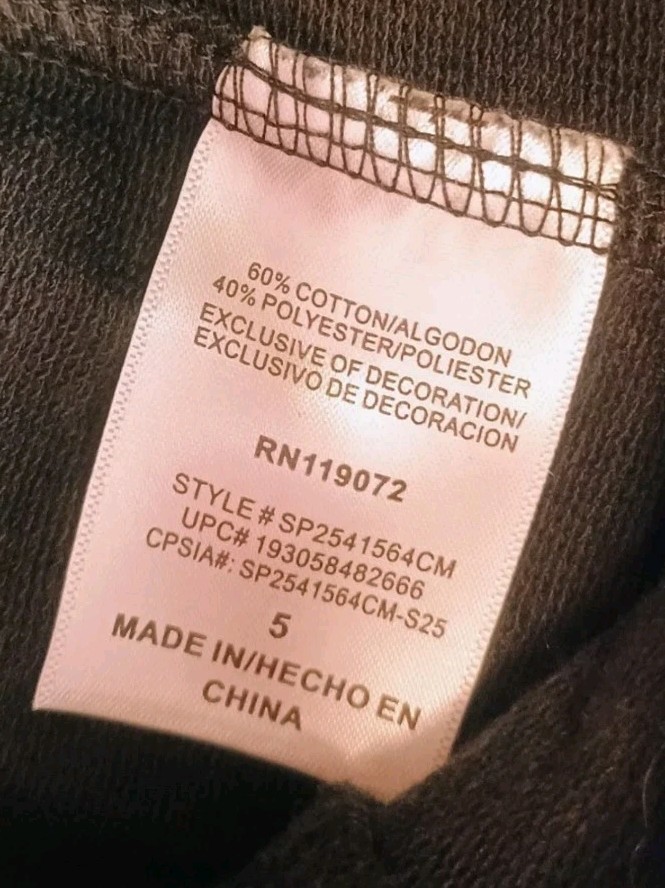 60% COTTON/ALGODON
40% POLYESTER/POLIESTER
EXCLUSIVE OF DECORATION/
EXCLUSIVO DE DECORACION
RN119072
STYLE # SP2541564CM
UPC# 193058482666
CPSIA#: SP2541564CM-S25
5
MADE IN/HECHO EN
CHINA